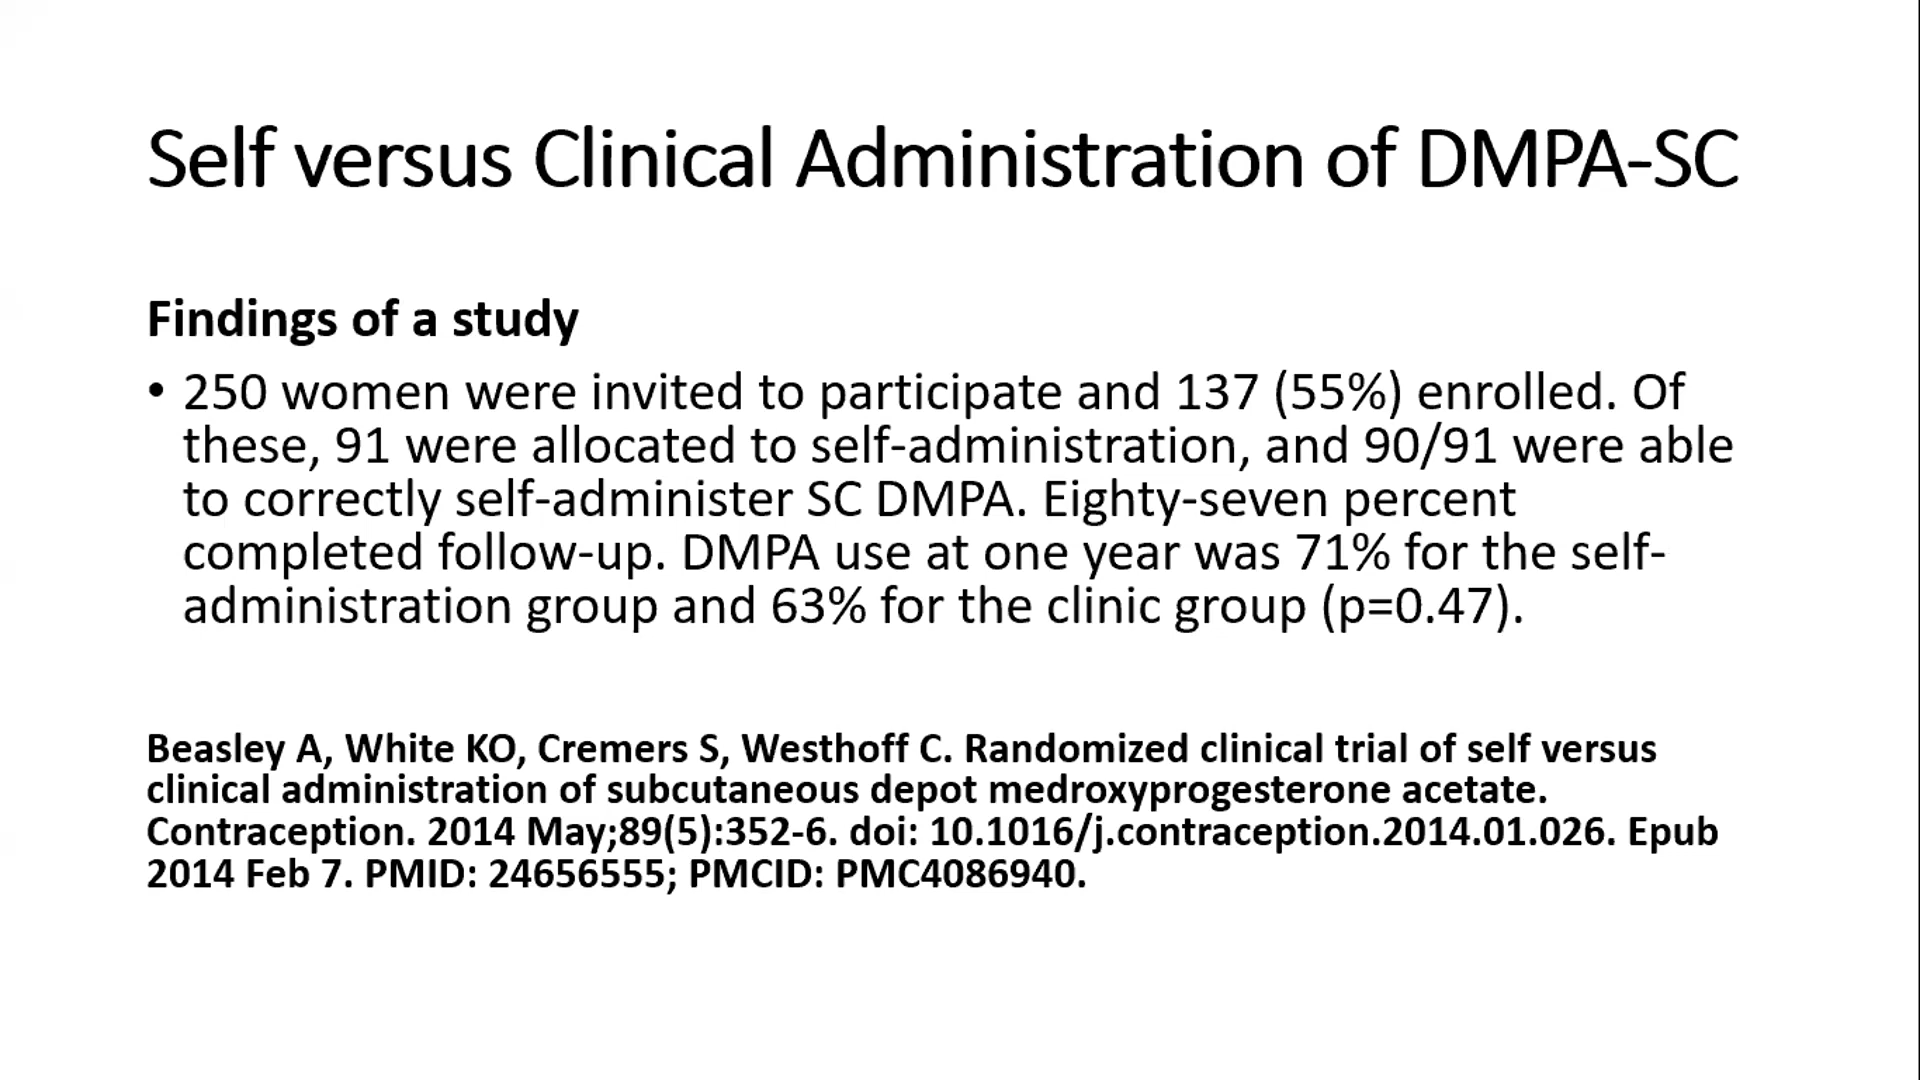 Self versus Clinical Administration of DMPA-SC
Findings of a study
• 250 women were invited to participate and 137 (55%) enrolled. Of
these, 91 were allocated to self-administration, and 90/91 were able
to correctly self-administer SC DMPA. Eighty-seven percent
completed follow-up. DMPA use at one year was 71% for the self-
administration group and 63% for the clinic group (p=0.47).
Beasley A, White KO, Cremers S, Westhoff C. Randomized clinical trial of self versus
clinical administration of subcutaneous depot medroxyprogesterone acetate.
Contraception. 2014 May;89(5):352-6. doi: 10.1016/j.contraception.2014.01.026. Epub
2014 Feb 7. PMID: 24656555; PMCID: PMC4086940.